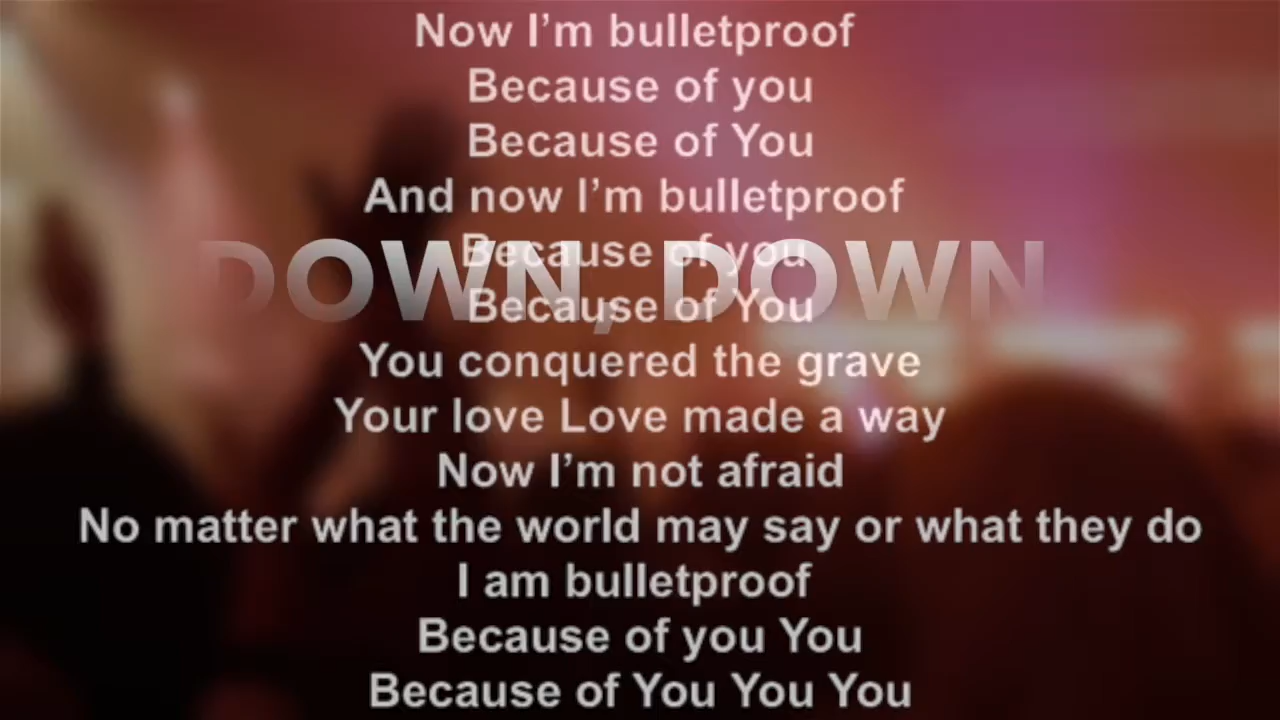 Now I’m bulletproof
Because of you
Because of You
And now I’m bulletproof
Because of you
DOWN, DOWN
Because of You
You conquered the grave
Your love Love made a way
Now I’m not afraid
No matter what the world may say or what they do
I am bulletproof
Because of you You
Because of You You You